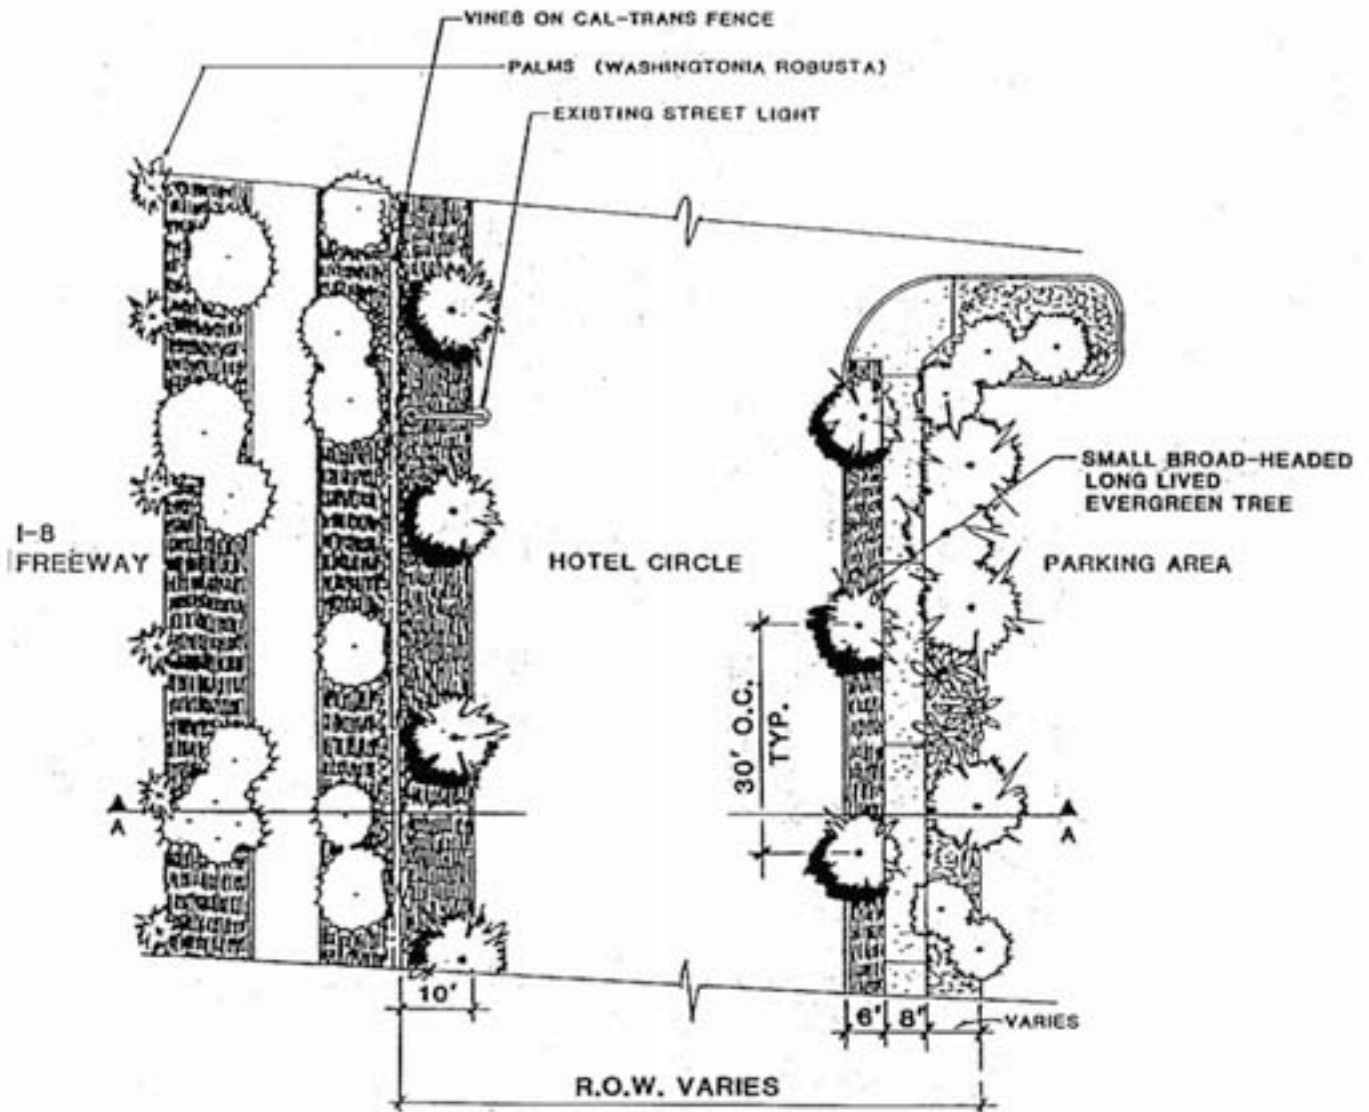 VINES ON CAL-TRANS FENCE
PALMS (WASHINGTONIA ROBUSTA)
EXISTING STREET LIGHT
SMALL BROAD-HEADED
LONG LIVED
EVERGREEN TREE
I-8
FREEWAY
HOTEL CIRCLE
PARKING AREA
30' O.C.
TYP.
A
A
10'
6'
8'
VARIES
R.O.W. VARIES